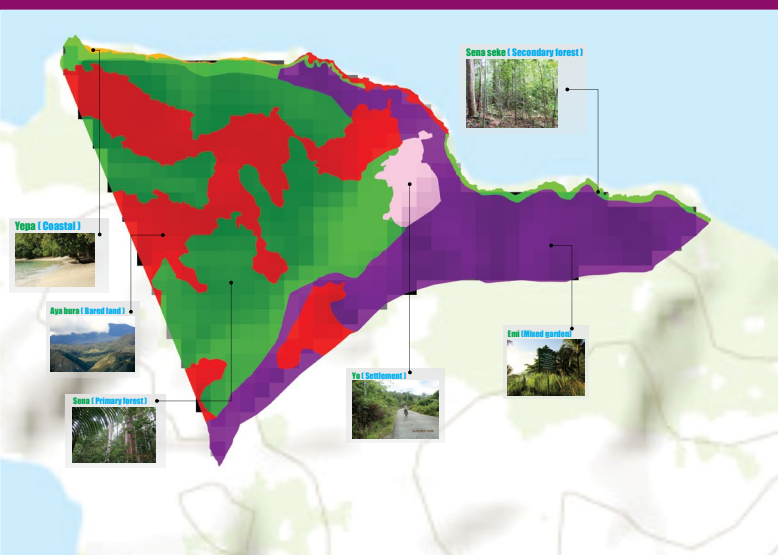 Sena seke ( Secondary forest )
Yepa ( Coastal )
Aya bura ( Bared land )
Emi (Mixed garden)
Yo ( Settlement )
Sena ( Primary forest )